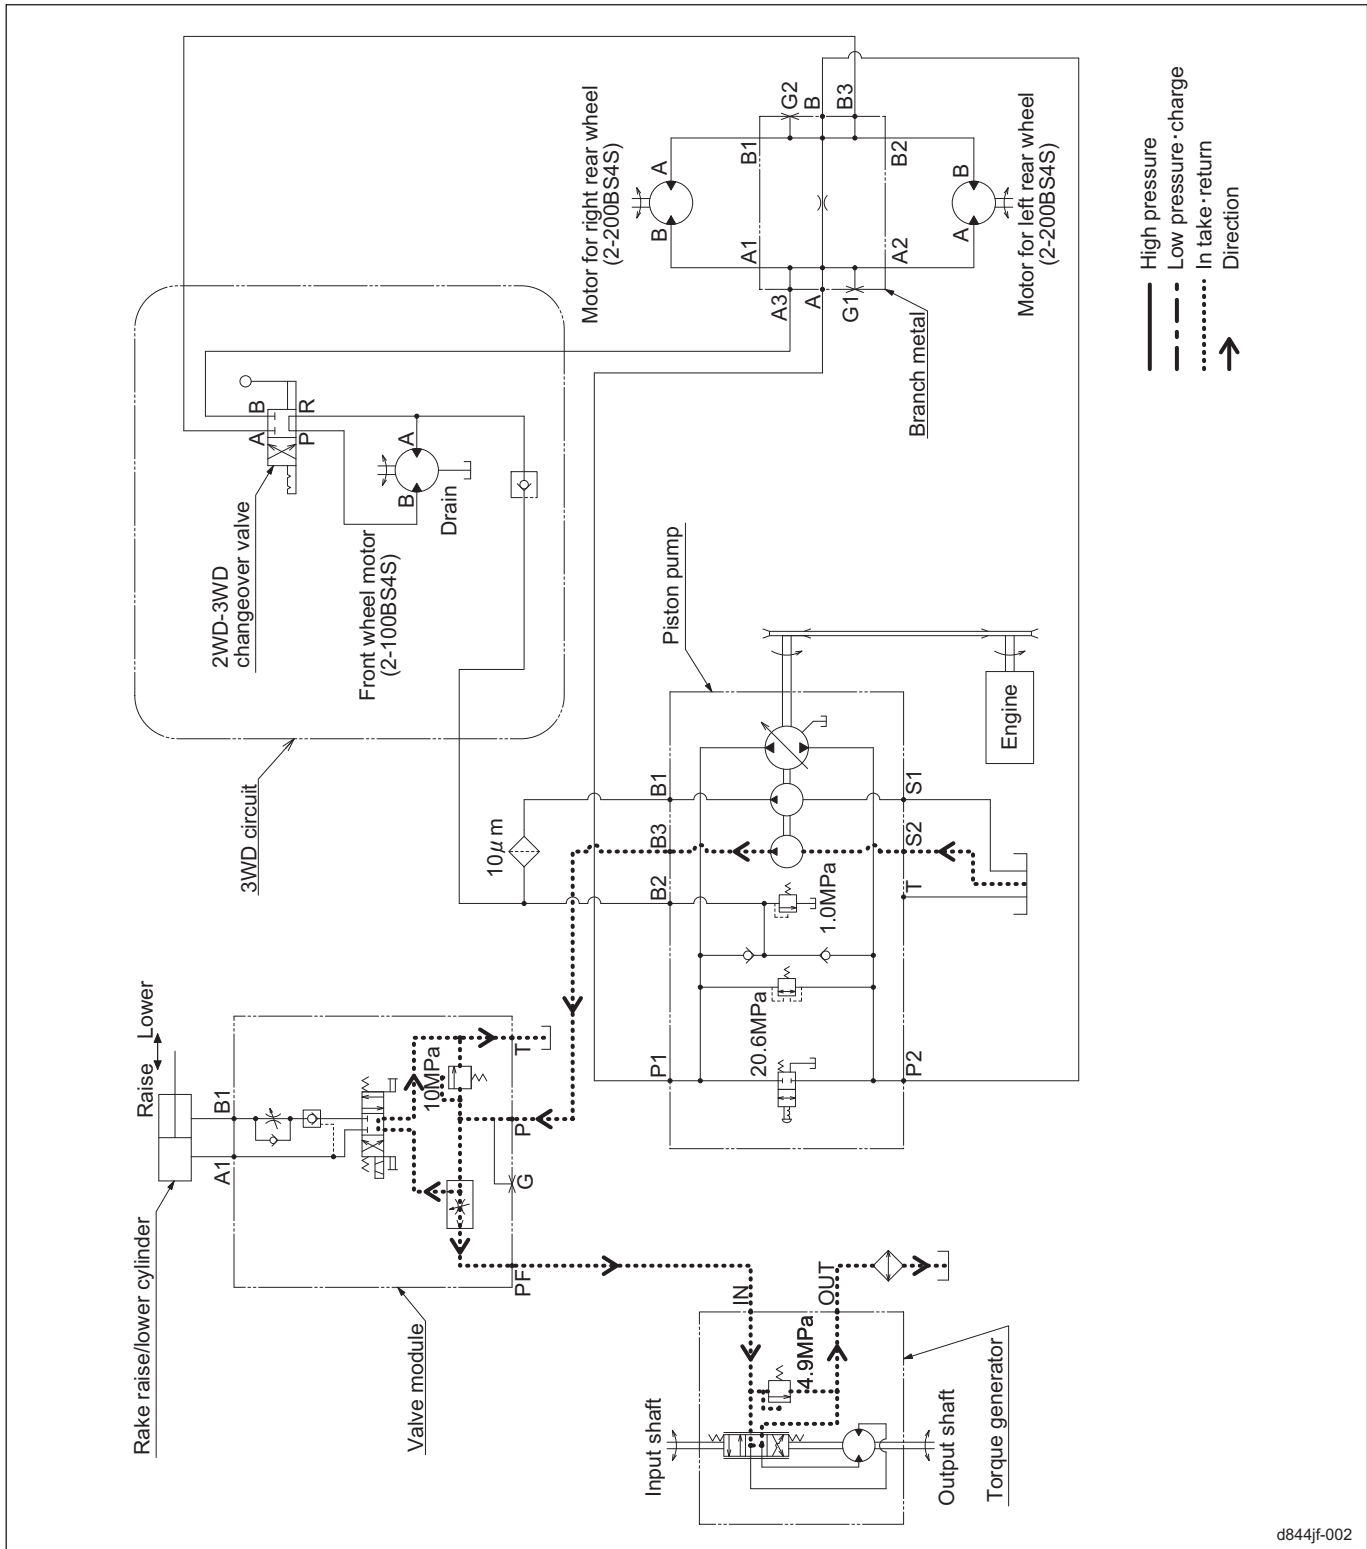 Rake raise/lower cylinder
Raise
Lower
A1
B1
Valve module
10MPa
G
P
T
PF
3WD circuit
2WD-3WD
changeover valve
A
B
P
R
Front wheel motor
(2-100BS4S)
B
A
Drain
Motor for right rear wheel
(2-200BS4S)
B
A
A1
B1
G2
A3
A
G1
B
B3
A2
B2
A
B
Motor for left rear wheel
(2-200BS4S)
Branch metal
10μm
Piston pump
P1
B2
B3
B1
20.6MPa
1.0MPa
P2
T
S2
S1
Engine
Input shaft
IN
OUT
4.9MPa
Output shaft
Torque generator
High pressure
Low pressure·charge
In take·return
Direction
d844jf-002